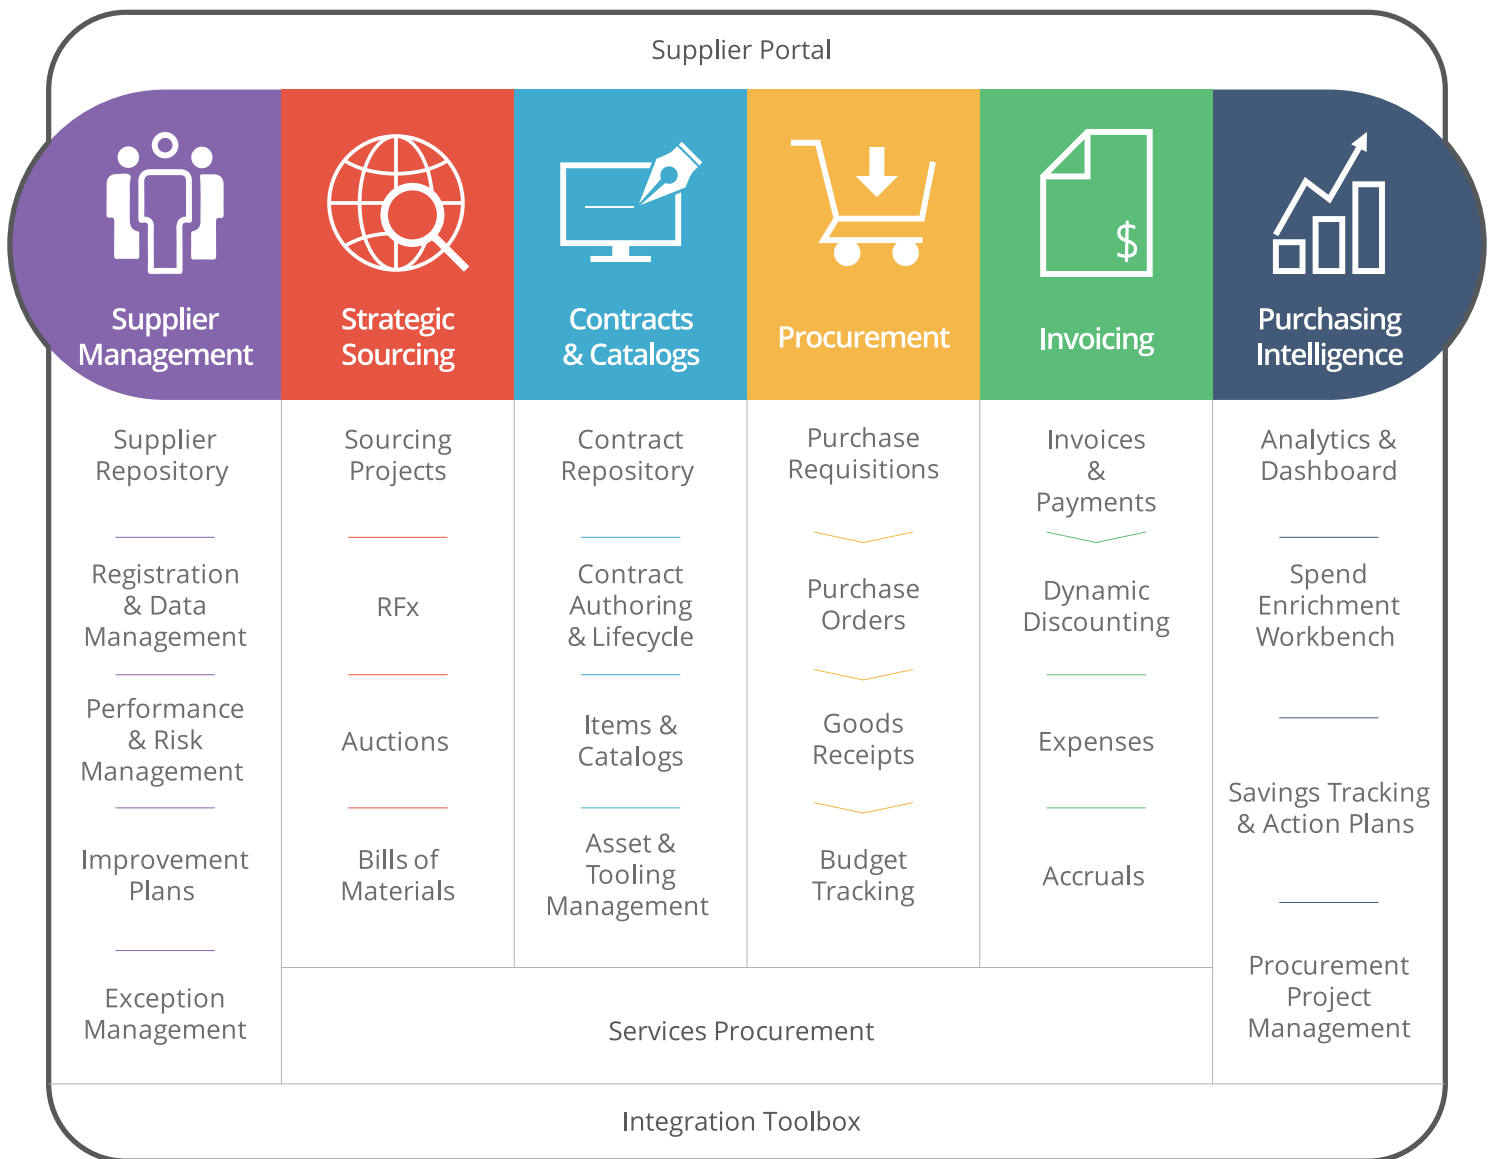 Supplier Portal
Supplier
Management
Strategic
Sourcing
Contracts
& Catalogs
Procurement
$
Invoicing
Purchasing
Intelligence
Supplier
Repository
Registration
& Data
Management
Performance
& Risk
Management
Improvement
Plans
Exception
Management
Sourcing
Projects
RFx
Auctions
Bills of
Materials
Contract
Repository
Contract
Authoring
& Lifecycle
Items &
Catalogs
Asset &
Tooling
Management
Purchase
Requisitions
Purchase
Orders
Goods
Receipts
Budget
Tracking
Invoices
&
Payments
Dynamic
Discounting
Expenses
Accruals
Analytics &
Dashboard
Spend
Enrichment
Workbench
Savings Tracking
& Action Plans
Procurement
Project
Management
Services Procurement
Integration Toolbox